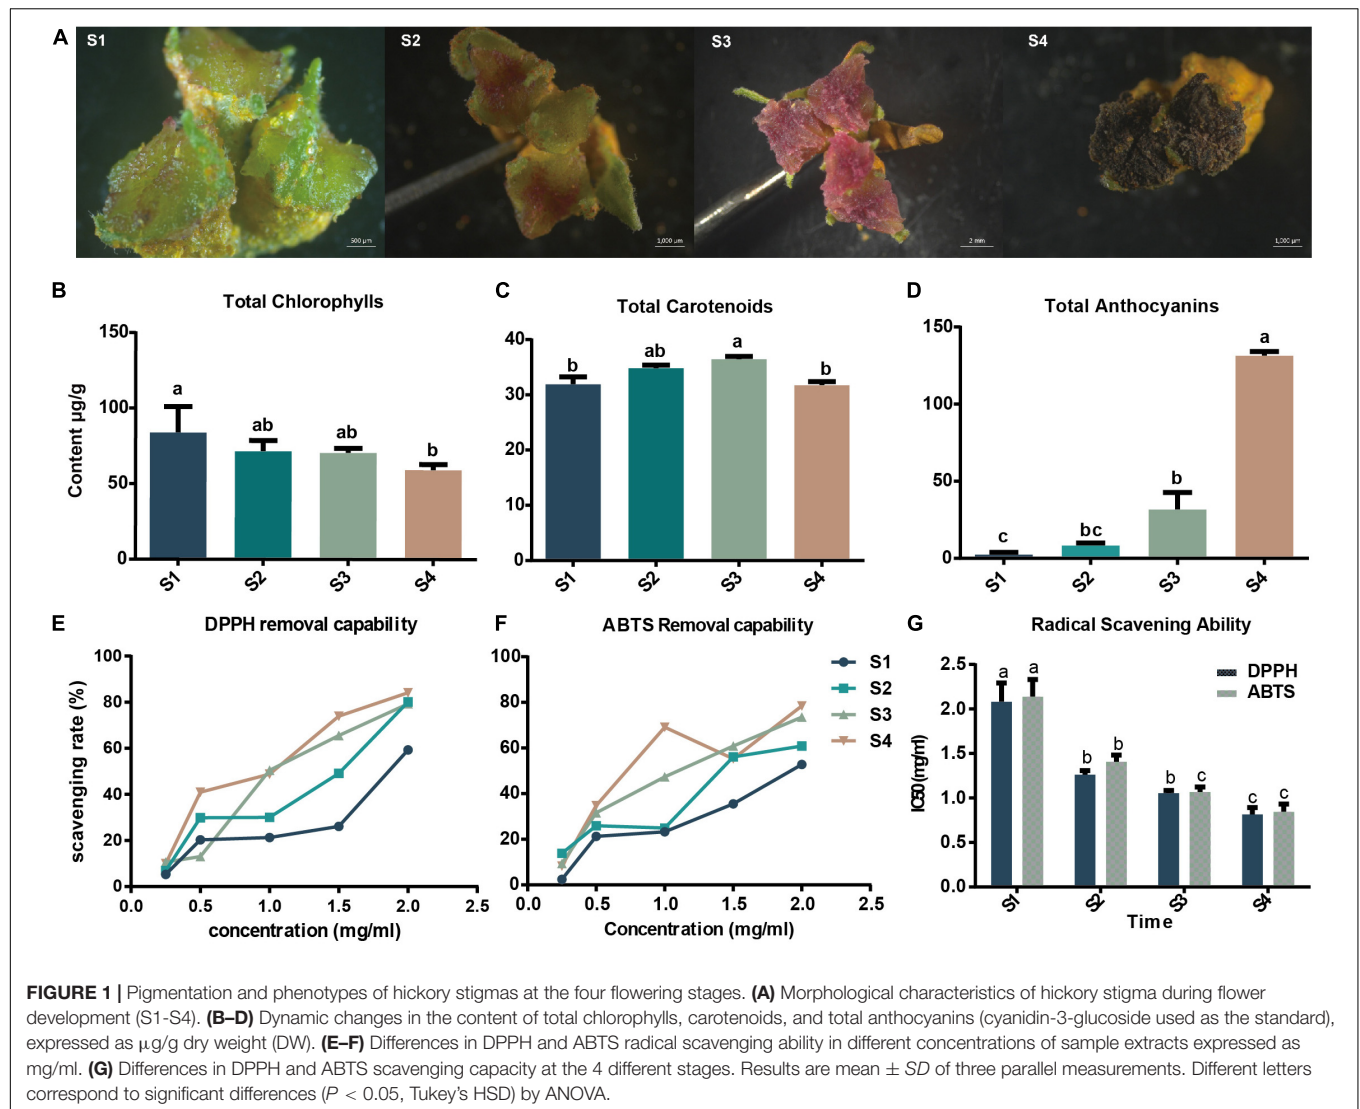 A
S1
S2
S3
S4
500 µm
1,000 µm
2 mm
1,000 µm
B
Total Chlorophylls
Content µg/g
150
100
50
0
a
ab
ab
b
S1
S2
S3
S4
C
Total Carotenoids
40
30
20
10
0
b
ab
a
b
S1
S2
S3
S4
D
Total Anthocyanins
150
100
50
0
c
bc
b
a
S1
S2
S3
S4
E
DPPH removal capability
scavenging rate (%)
100
80
60
40
20
0
0.0
0.5
1.0
1.5
2.0
2.5
concentration (mg/ml)
F
ABTS Removal capability
100
80
60
40
20
0
0.0
0.5
1.0
1.5
2.0
2.5
Concentration (mg/ml)
S1
S2
S3
S4
G
Radical Scavening Ability
IC50(mg/ml)
2.5
2.0
1.5
1.0
0.5
0.0
DPPH
ABTS
a
a
b
b
b
c
c
c
S1
S2
S3
S4
Time
FIGURE 1 | Pigmentation and phenotypes of hickory stigmas at the four flowering stages. (A) Morphological characteristics of hickory stigma during flower
development (S1-S4). (B–D) Dynamic changes in the content of total chlorophylls, carotenoids, and total anthocyanins (cyanidin-3-glucoside used as the standard),
expressed as µg/g dry weight (DW). (E–F) Differences in DPPH and ABTS radical scavenging ability in different concentrations of sample extracts expressed as
mg/ml. (G) Differences in DPPH and ABTS scavenging capacity at the 4 different stages. Results are mean ± SD of three parallel measurements. Different letters
correspond to significant differences (P < 0.05, Tukey's HSD) by ANOVA.